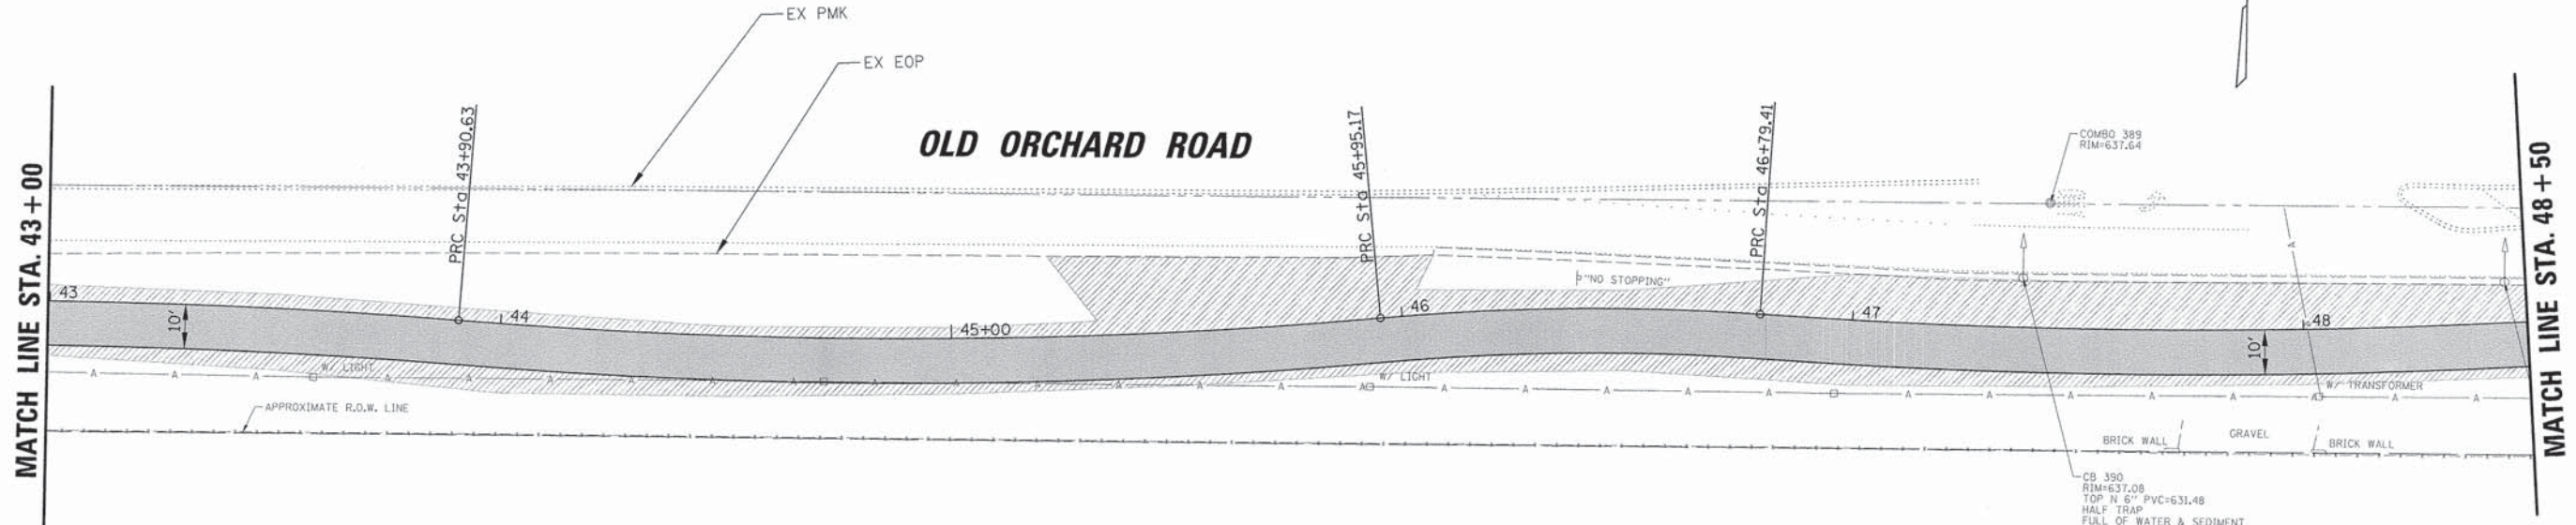 EX PMK
EX EOP
OLD ORCHARD ROAD
MATCH LINE STA. 43+00
PRC Sta 43+90.63
PRC Sta 45+95.17
PRC Sta 46+79.41
COMBO 389
RIM=637.64
MATCH LINE STA. 48+50
"NO STOPPING"
43
44
45+00
46
47
48
10'
10'
W/ LIGHT
W/ LIGHT
W/ TRANSFORMER
A A A A A A A A A A A A A A A A A A A A A A A A A A A A A A
A
APPROXIMATE R.O.W. LINE
BRICK WALL
GRAVEL
BRICK WALL
CB 390
RIM=637.08
TOP N 6" PVC=631.48
HALF TRAP
FULL OF WATER & SEDIMENT